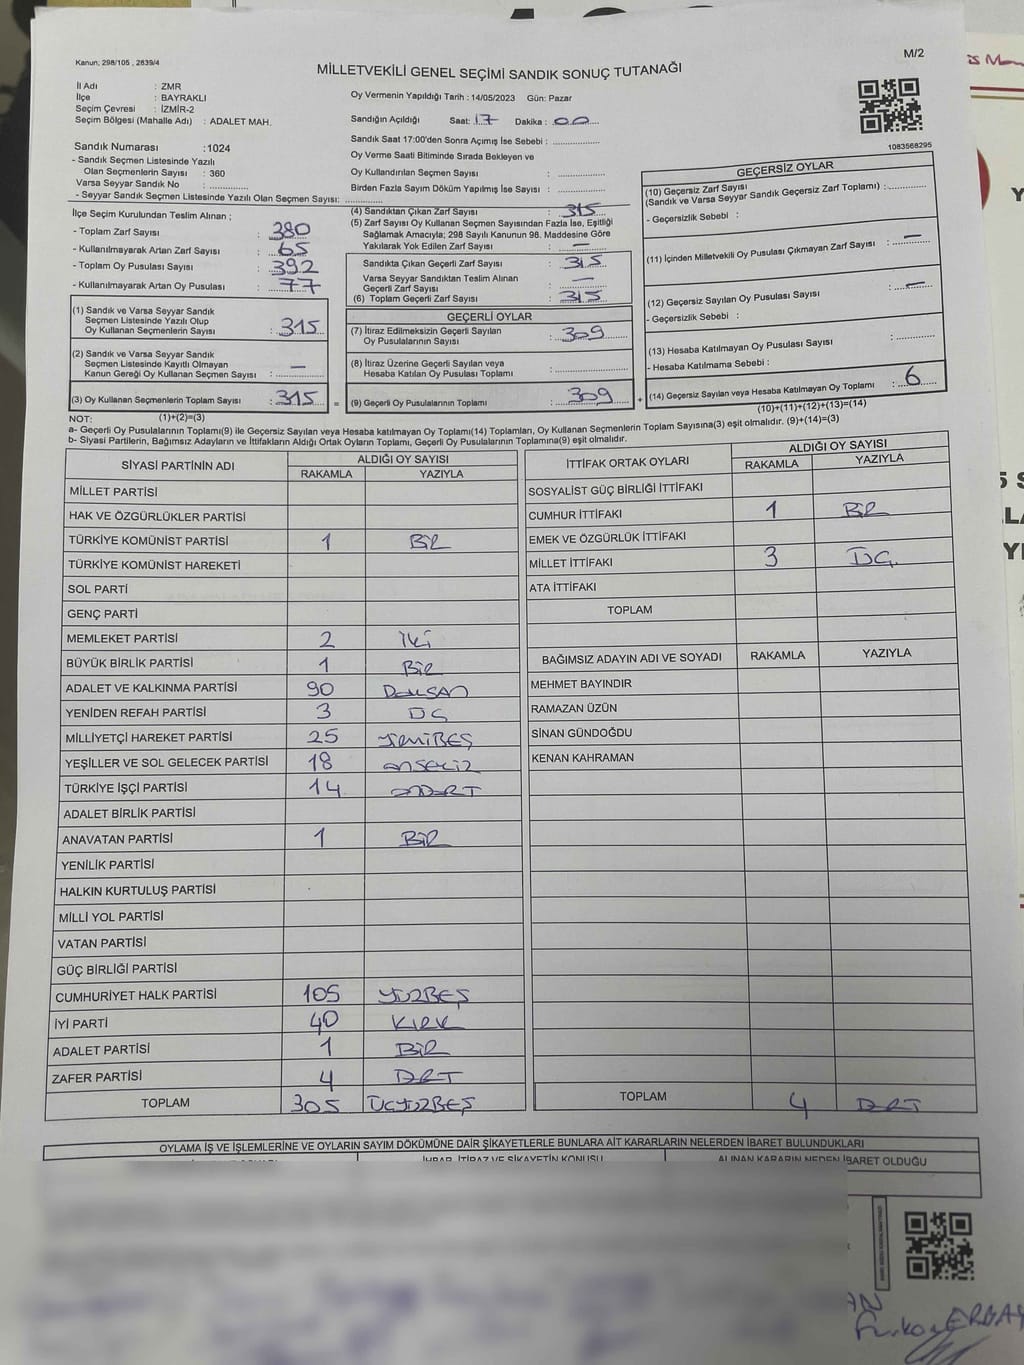 Kanun; 298/105 , 2839/4
M/2
MİLLETVEKİLİ GENEL SEÇİMİ SANDIK SONUÇ TUTANAĞI
İl Adı : ZMR
İlçe : BAYRAKLI
Seçim Çevresi : İZMİR-2
Seçim Bölgesi (Mahalle Adı) : ADALET MAH.
Oy Vermenin Yapıldığı Tarih : 14/05/2023 Gün: Pazar
Sandığın Açıldığı Saat: 17 Dakika : 00
Sandık Saat 17:00'den Sonra Açımış İse Sebebi :
Oy Verme Saati Bitiminde Sırada Bekleyen ve
Oy Kullandırılan Seçmen Sayısı :
Birden Fazla Sayım Döküm Yapılmış İse Sayısı :
1083568295
Sandık Numarası : 1024
- Sandık Seçmen Listesinde Yazılı
Olan Seçmen Sayısı : 360
Varsa Seyyar Sandık No :
- Seyyar Sandık Seçmen Listesinde Yazılı Olan Seçmen Sayısı:
İlçe Seçim Kurulundan Teslim Alınan ;
- Toplam Zarf Sayısı : 380
- Kullanılmayarak Artan Zarf Sayısı : 65
- Toplam Oy Pusulası Sayısı : 392
- Kullanılmayarak Artan Oy Pusulası : 77
(1) Sandık ve Varsa Seyyar Sandık
Seçmen Listesinde Yazılı Olup
Oy Kullanan Seçmenlerin Sayısı : 315
(2) Sandık ve Varsa Seyyar Sandık
Seçmen Listesinde Kayıtlı Olmayan
Kanun Gereği Oy Kullanan Seçmen Sayısı : —
(3) Oy Kullanan Seçmenlerin Toplam Sayısı : 315
(1)+(2)=(3)
(4) Sandıktan Çıkan Zarf Sayısı : 315
(5) Zarf Sayısı Oy Kullanan Seçmen Sayısından Fazla İse, Eşitliği
Sağlamak Amacıyla; 298 Sayılı Kanunun 98. Maddesine Göre
Yakılarak Yok Edilen Zarf Sayısı : —
Sandıkta Çıkan Geçerli Zarf Sayısı : 315
Varsa Seyyar Sandıktan Teslim Alınan
Geçerli Zarf Sayısı : —
(6) Toplam Geçerli Zarf Sayısı : 315
GEÇERLİ OYLAR
(7) İtiraz Edilmeksizin Geçerli Sayılan
Oy Pusulalarının Sayısı : 309
(8) İtiraz Üzerine Geçerli Sayılan veya
Hesaba Katılan Oy Pusulası Toplamı :
= (9) Geçerli Oy Pusulalarının Toplamı : 309 +
GEÇERSİZ OYLAR
(10) Geçersiz Zarf Sayısı
(Sandık ve Varsa Seyyar Sandık Geçersiz Zarf Toplamı) :
- Geçersizlik Sebebi :
(11) İçinden Milletvekili Oy Pusulası Çıkmayan Zarf Sayısı : —
(12) Geçersiz Sayılan Oy Pusulası Sayısı : —
- Geçersizlik Sebebi :
(13) Hesaba Katılmayan Oy Pusulası Sayısı :
- Hesaba Katılmama Sebebi :
(14) Geçersiz Sayılan veya Hesaba Katılmayan Oy Toplamı : 6
(10)+(11)+(12)+(13)=(14)
NOT:
a- Geçerli Oy Pusulalarının Toplamı(9) ile Geçersiz Sayılan veya Hesaba katılmayan Oy Toplamı(14) Toplamları, Oy Kullanan Seçmenlerin Toplam Sayısına(3) eşit olmalıdır. (9)+(14)=(3)
b- Siyasi Partilerin, Bağımsız Adayların ve İttifakların Aldığı Ortak Oyların Toplamı, Geçerli Oy Pusulalarının Toplamına(9) eşit olmalıdır.
SİYASİ PARTİNİN ADI ALDIĞI OY SAYISI
RAKAMLA YAZIYLA
MİLLET PARTİSİ
HAK VE ÖZGÜRLÜKLER PARTİSİ
TÜRKİYE KOMÜNİST PARTİSİ 1 BİR
TÜRKİYE KOMÜNİST HAREKETİ
SOL PARTİ
GENÇ PARTİ
MEMLEKET PARTİSİ 2 İKİ
BÜYÜK BİRLİK PARTİSİ 1 BİR
ADALET VE KALKINMA PARTİSİ 90 DOKSAN
YENİDEN REFAH PARTİSİ 3 ÜÇ
MİLLİYETÇİ HAREKET PARTİSİ 25 YİRMİBEŞ
YEŞİLLER VE SOL GELECEK PARTİSİ 18 ONSEKİZ
TÜRKİYE İŞÇİ PARTİSİ 14 ONDÖRT
ADALET BİRLİK PARTİSİ
ANAVATAN PARTİSİ 1 BİR
YENİLİK PARTİSİ
HALKIN KURTULUŞ PARTİSİ
MİLLİ YOL PARTİSİ
VATAN PARTİSİ
GÜÇ BİRLİĞİ PARTİSİ
CUMHURİYET HALK PARTİSİ 105 YÜZBEŞ
İYİ PARTİ 40 KIRK
ADALET PARTİSİ 1 BİR
ZAFER PARTİSİ 4 DÖRT
TOPLAM 305 ÜÇYÜZBEŞ
İTTİFAK ORTAK OYLARI ALDIĞI OY SAYISI
RAKAMLA YAZIYLA
SOSYALİST GÜÇ BİRLİĞİ İTTİFAKI
CUMHUR İTTİFAKI 1 BİR
EMEK VE ÖZGÜRLÜK İTTİFAKI
MİLLET İTTİFAKI 3 ÜÇ
ATA İTTİFAKI
TOPLAM
BAĞIMSIZ ADAYIN ADI VE SOYADI RAKAMLA YAZIYLA
MEHMET BAYINDIR
RAMAZAN ÜZÜN
SİNAN GÜNDOĞDU
KENAN KAHRAMAN
TOPLAM 4 DÖRT
OYLAMA İŞ VE İŞLEMLERİNE VE OYLARIN SAYIM DÖKÜMÜNE DAİR ŞİKAYETLERLE BUNLARA AİT KARARLARIN NELERDEN İBARET BULUNDUKLARI
İHBAR, İTİRAZ VE ŞİKAYETİN KONUSU ALINAN KARARIN NEDEN İBARET OLDUĞU